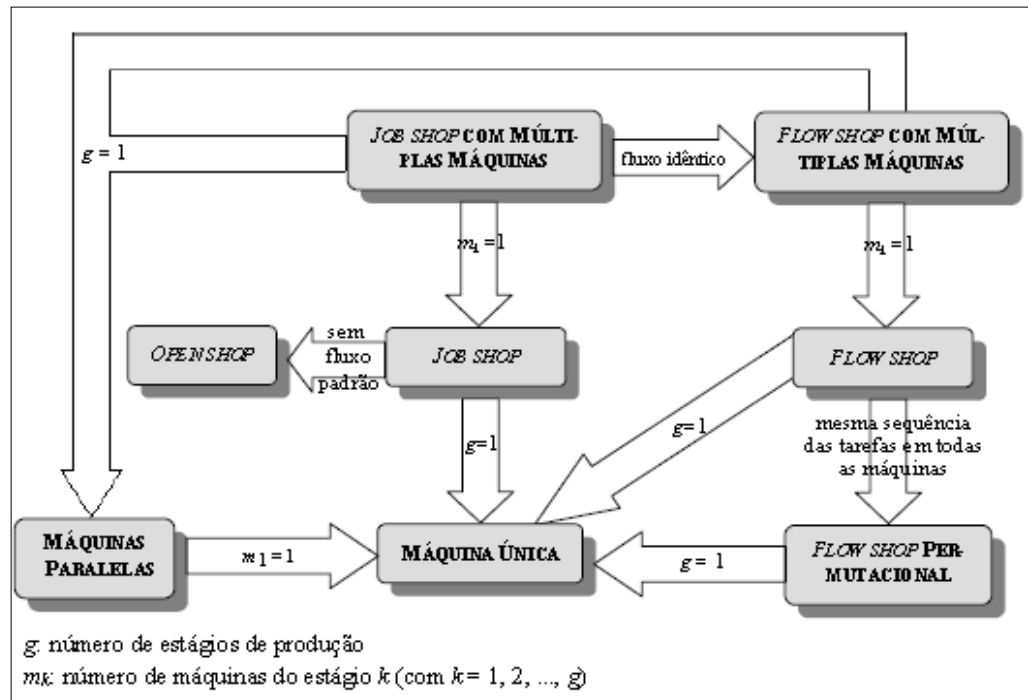 JOB SHOP COM MÚLTI-
PLAS MÁQUINAS
FLOW SHOP COM MÚL-
TIPLAS MÁQUINAS
g = 1
fluxo idêntico
mk = 1
mk = 1
OPEN SHOP
sem
fluxo
padrão
JOB SHOP
FLOW SHOP
g = 1
g = 1
mesma sequência
das tarefas em todas
as máquinas
MÁQUINAS
PARALELAS
m1 = 1
MÁQUINA ÚNICA
g = 1
FLOW SHOP PER-
MUTACIONAL
g: número de estágios de produção
mk: número de máquinas do estágio k (com k = 1, 2, ..., g)